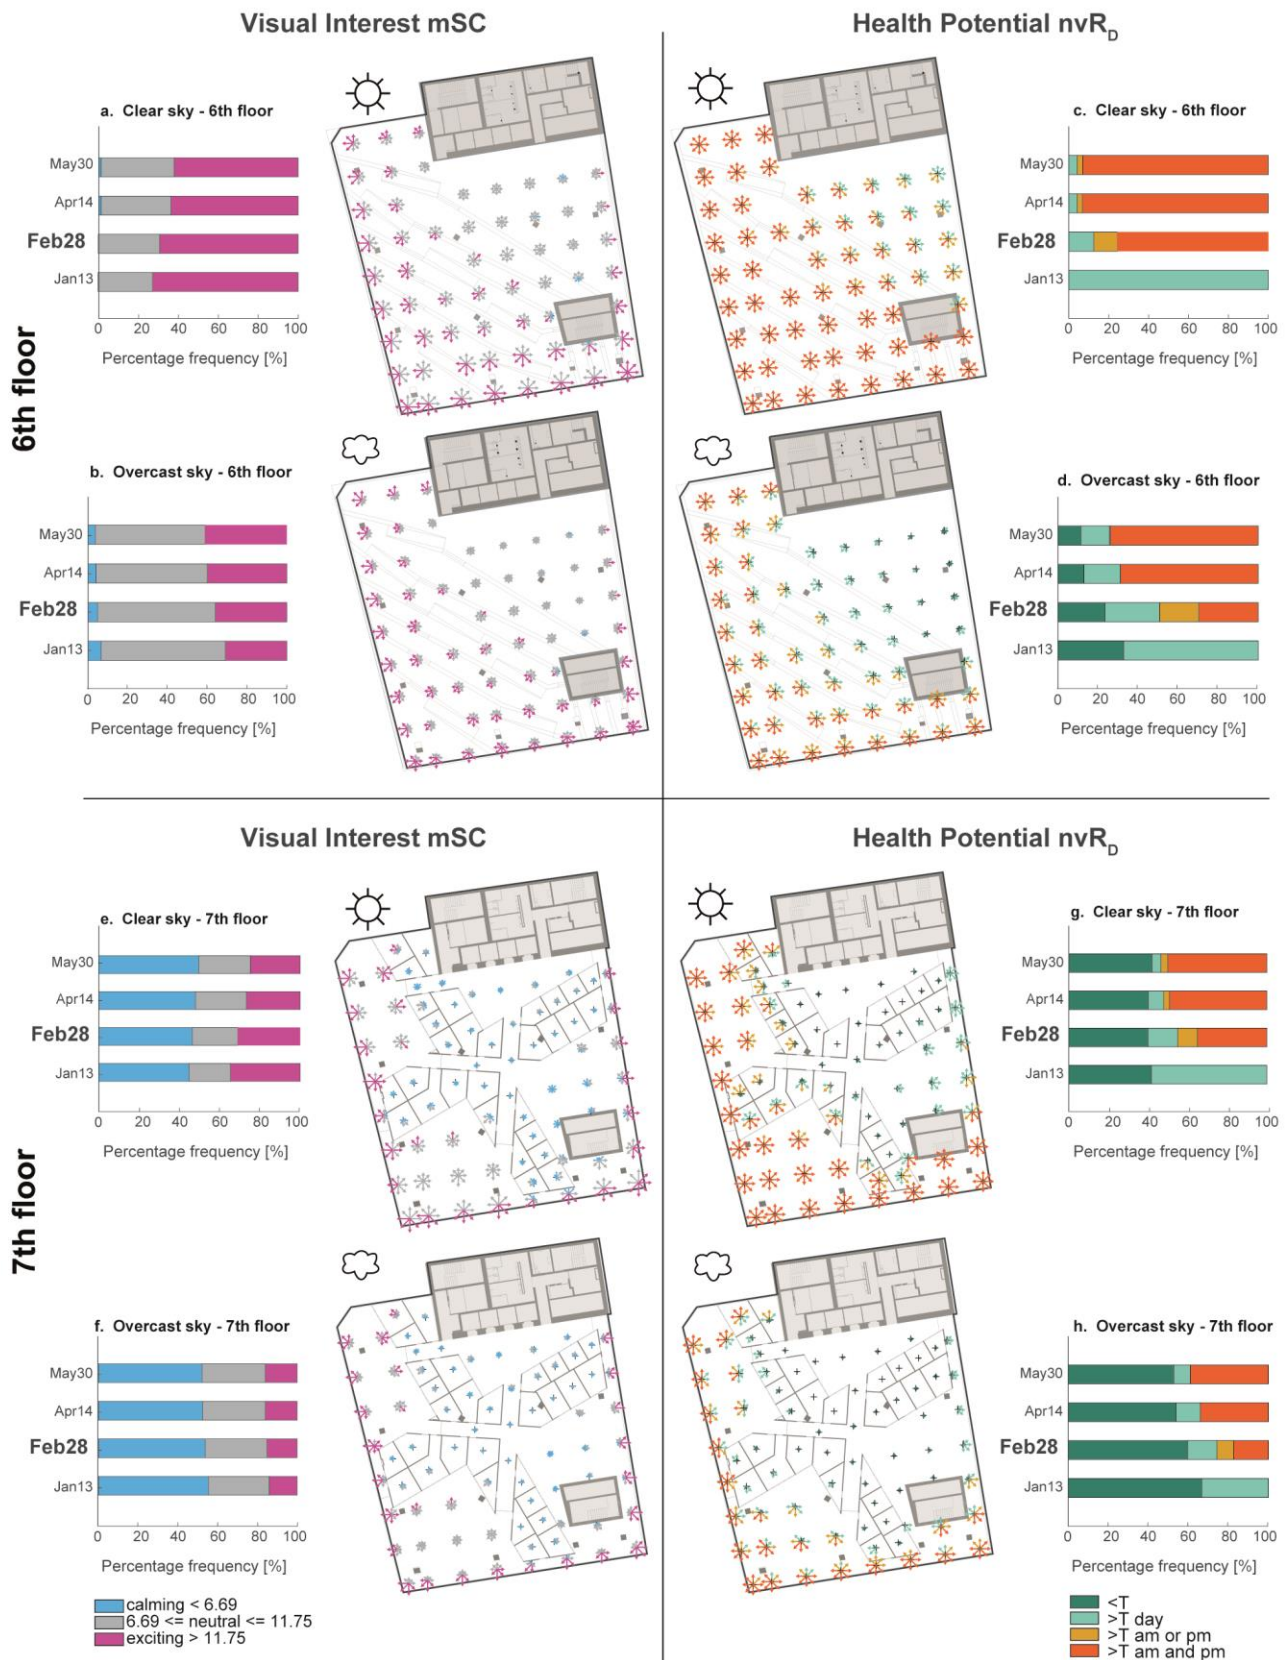 Visual Interest mSC
Health Potential nvR_D
6th floor
a. Clear sky - 6th floor
May30
Apr14
Feb28
Jan13
0 20 40 60 80 100
Percentage frequency [%]
c. Clear sky - 6th floor
May30
Apr14
Feb28
Jan13
0 20 40 60 80 100
Percentage frequency [%]
b. Overcast sky - 6th floor
May30
Apr14
Feb28
Jan13
0 20 40 60 80 100
Percentage frequency [%]
d. Overcast sky - 6th floor
May30
Apr14
Feb28
Jan13
0 20 40 60 80 100
Percentage frequency [%]
Visual Interest mSC
Health Potential nvR_D
7th floor
e. Clear sky - 7th floor
May30
Apr14
Feb28
Jan13
0 20 40 60 80 100
Percentage frequency [%]
g. Clear sky - 7th floor
May30
Apr14
Feb28
Jan13
0 20 40 60 80 100
Percentage frequency [%]
f. Overcast sky - 7th floor
May30
Apr14
Feb28
Jan13
0 20 40 60 80 100
Percentage frequency [%]
h. Overcast sky - 7th floor
May30
Apr14
Feb28
Jan13
0 20 40 60 80 100
Percentage frequency [%]
calming < 6.69
6.69 <= neutral <= 11.75
exciting > 11.75
<T
>T day
>T am or pm
>T am and pm